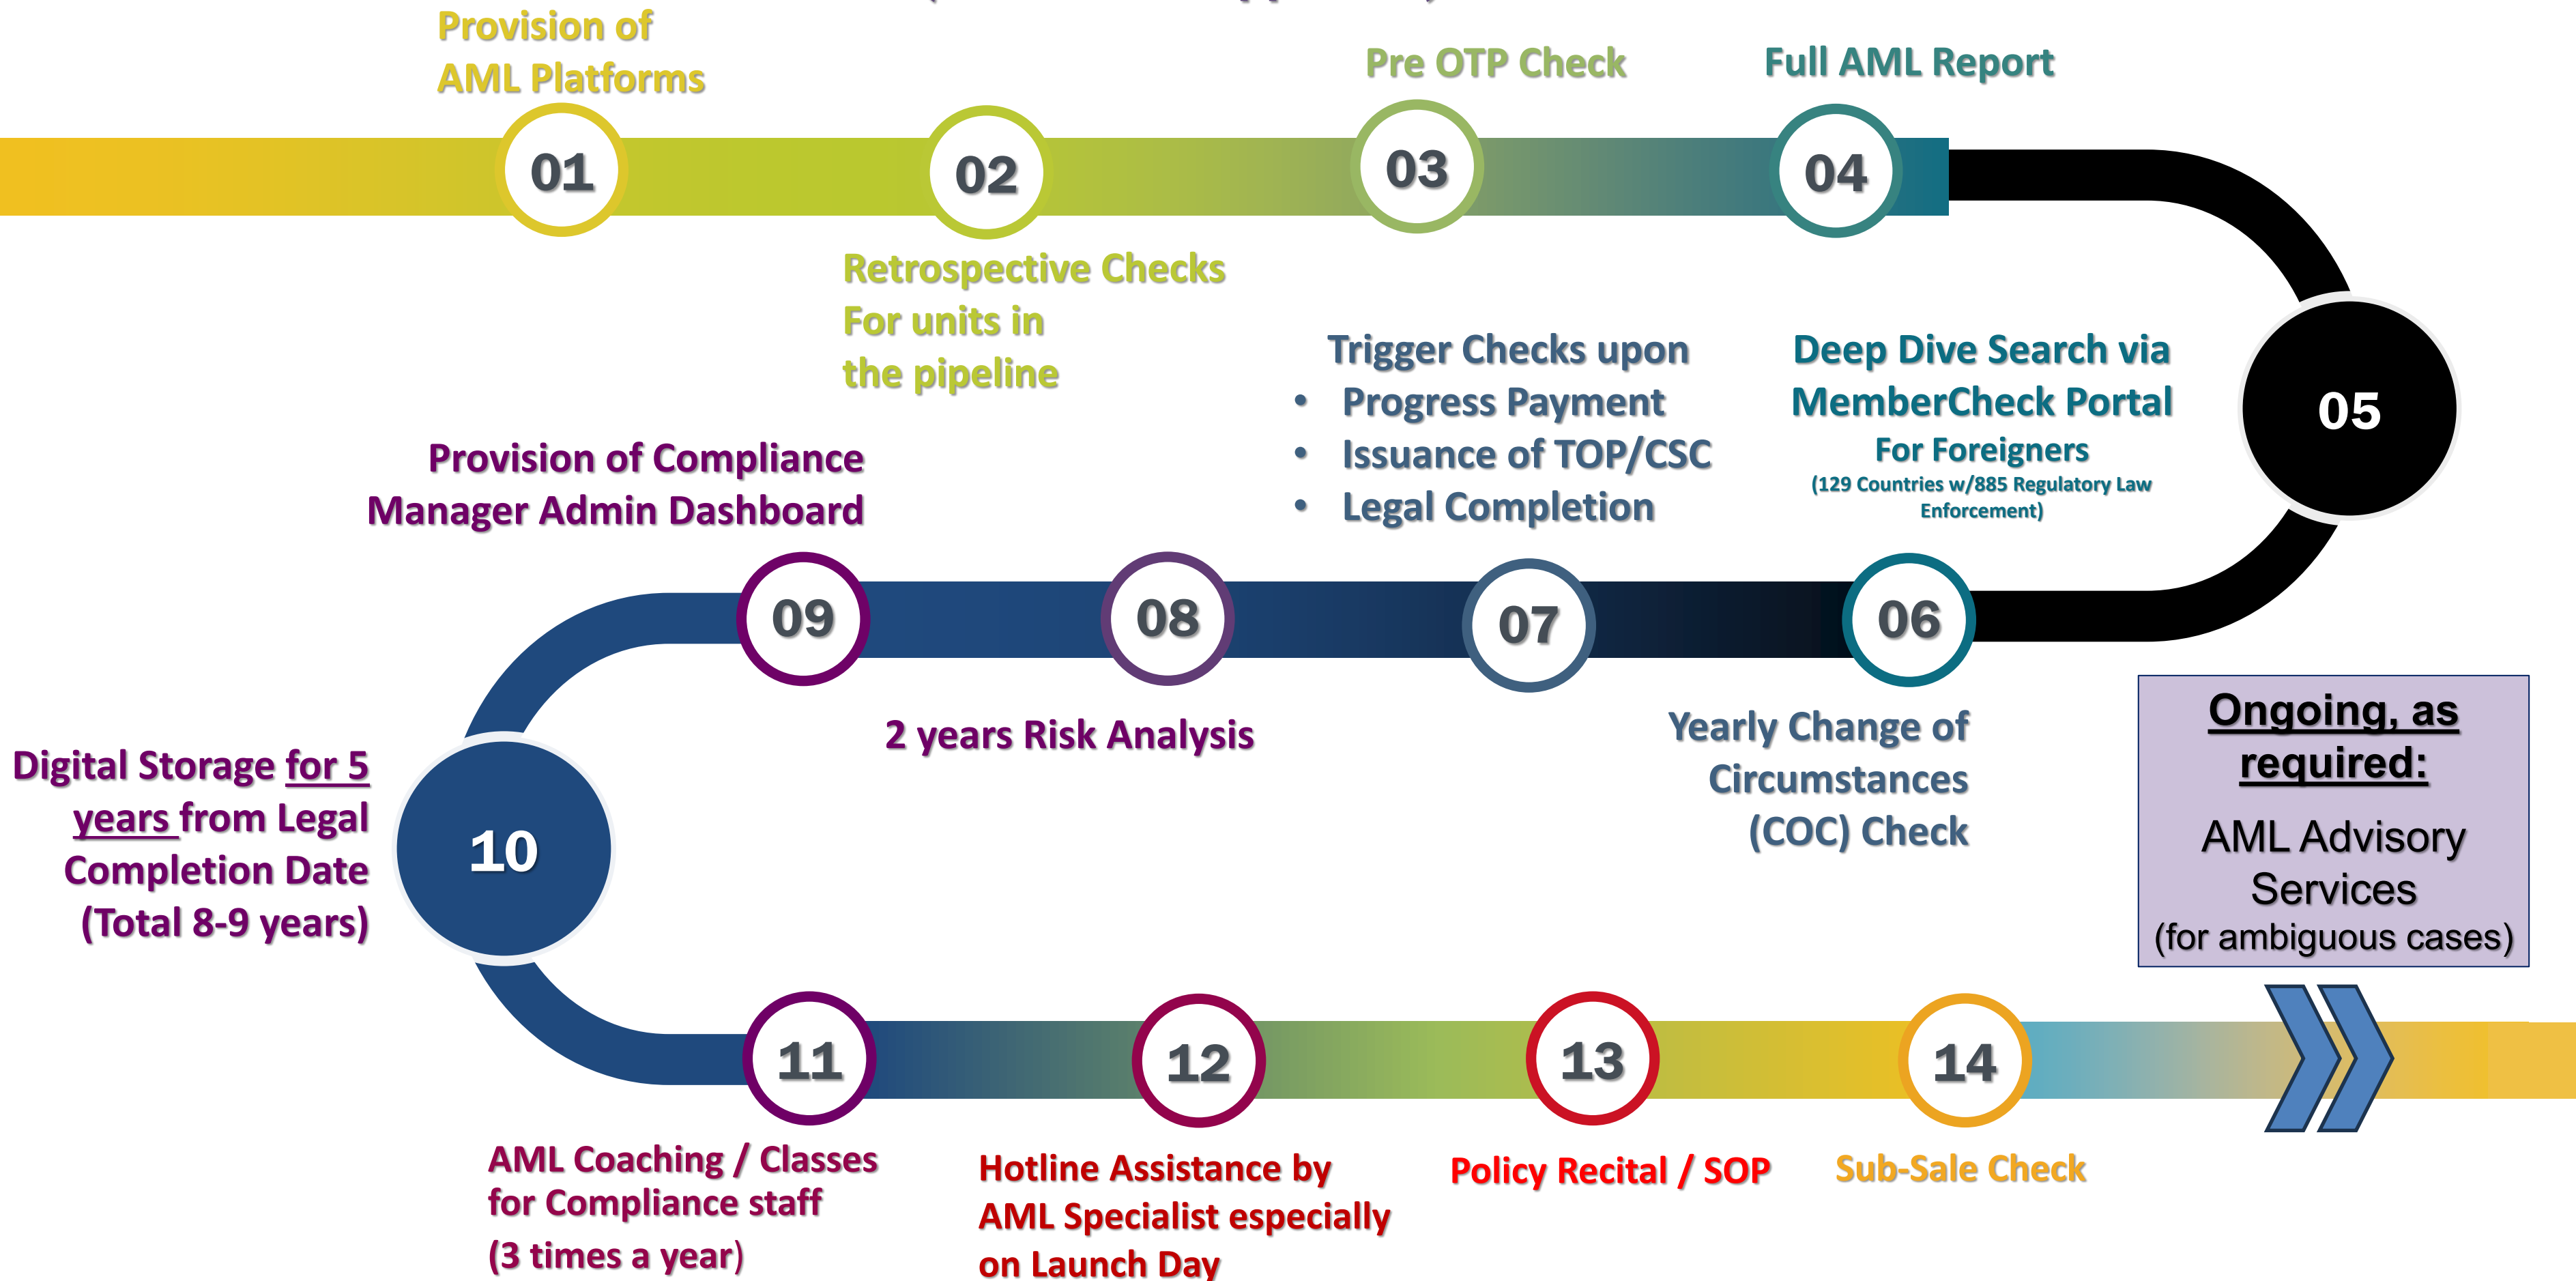 Provision of
AML Platforms
Pre OTP Check
Full AML Report
01
02
03
04
Retrospective Checks
For units in
the pipeline
Trigger Checks upon
• Progress Payment
• Issuance of TOP/CSC
• Legal Completion
Deep Dive Search via
MemberCheck Portal
For Foreigners
(129 Countries w/885 Regulatory Law
Enforcement)
05
Provision of Compliance
Manager Admin Dashboard
09
08
07
06
2 years Risk Analysis
Yearly Change of
Circumstances
(COC) Check
Ongoing, as
required:
AML Advisory
Services
(for ambiguous cases)
Digital Storage for 5
years from Legal
Completion Date
(Total 8-9 years)
10
11
12
13
14
AML Coaching / Classes
for Compliance staff
(3 times a year)
Hotline Assistance by
AML Specialist especially
on Launch Day
Policy Recital / SOP
Sub-Sale Check